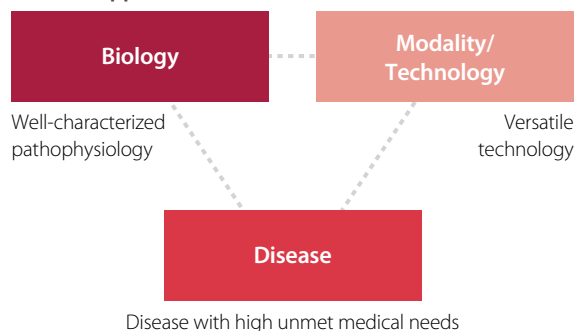 Biology
Modality/
Technology
Well-characterized
pathophysiology
Versatile
technology
Disease
Disease with high unmet medical needs